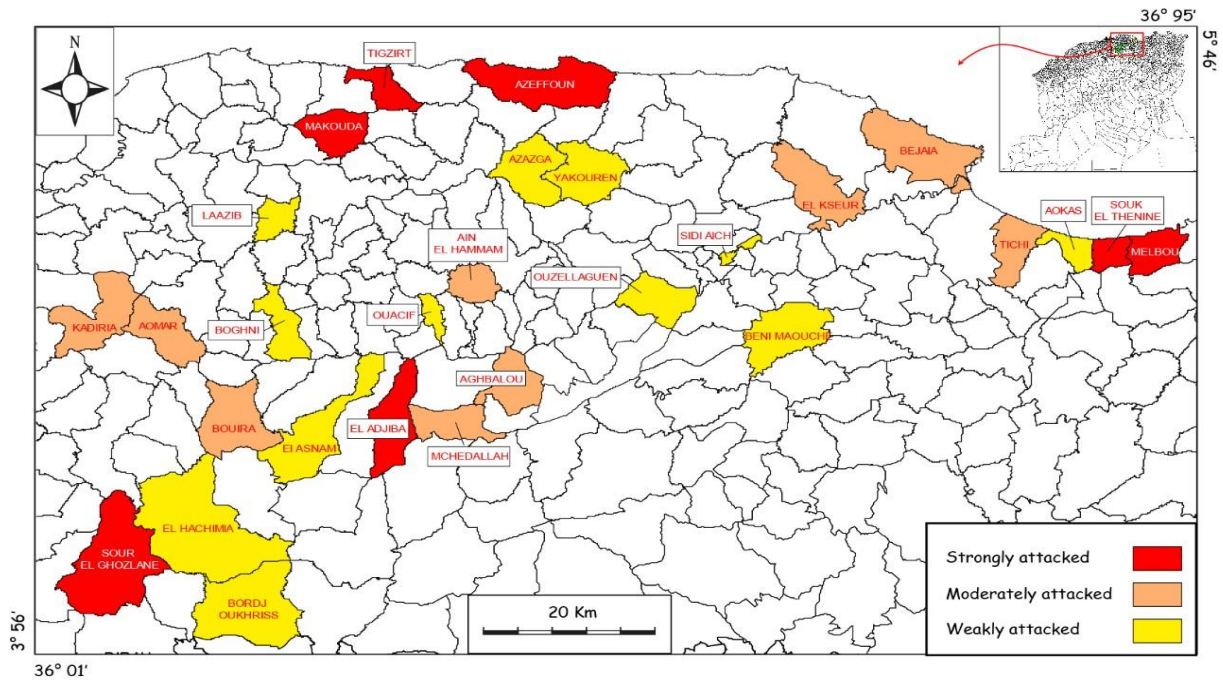 36° 95'
5° 46'
N
TIGZIRT
AZEFFOUN
MAKOUDA
BEJAIA
AZAZGA
YAKOUREN
EL KSEUR
LAAZIB
AOKAS
SOUK
EL THENINE
SIDI AICH
AIN
EL HAMMAM
TICHI
MELBOU
OUZELLAGUEN
KADIRIA
AOMAR
BOGHNI
OUACIF
BENI MAOUCHE
AGHBALOU
BOUIRA
El ASNAM
EL ADJIBA
MCHEDALLAH
EL HACHIMIA
SOUR
EL GHOZLANE
BORDJ
OUKHRISS
Strongly attacked
Moderately attacked
Weakly attacked
20 Km
3° 56'
36° 01'